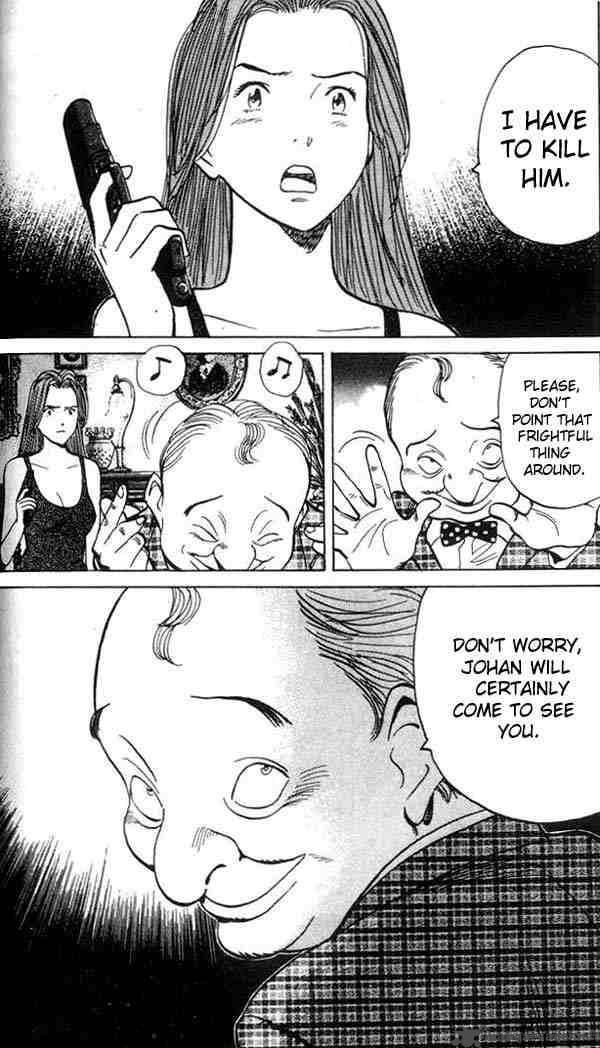 I HAVE
TO KILL
HIM.
PLEASE,
DON'T
POINT THAT
FRIGHTFUL
THING
AROUND.
DON'T WORRY,
JOHAN WILL
CERTAINLY
COME TO SEE
YOU.